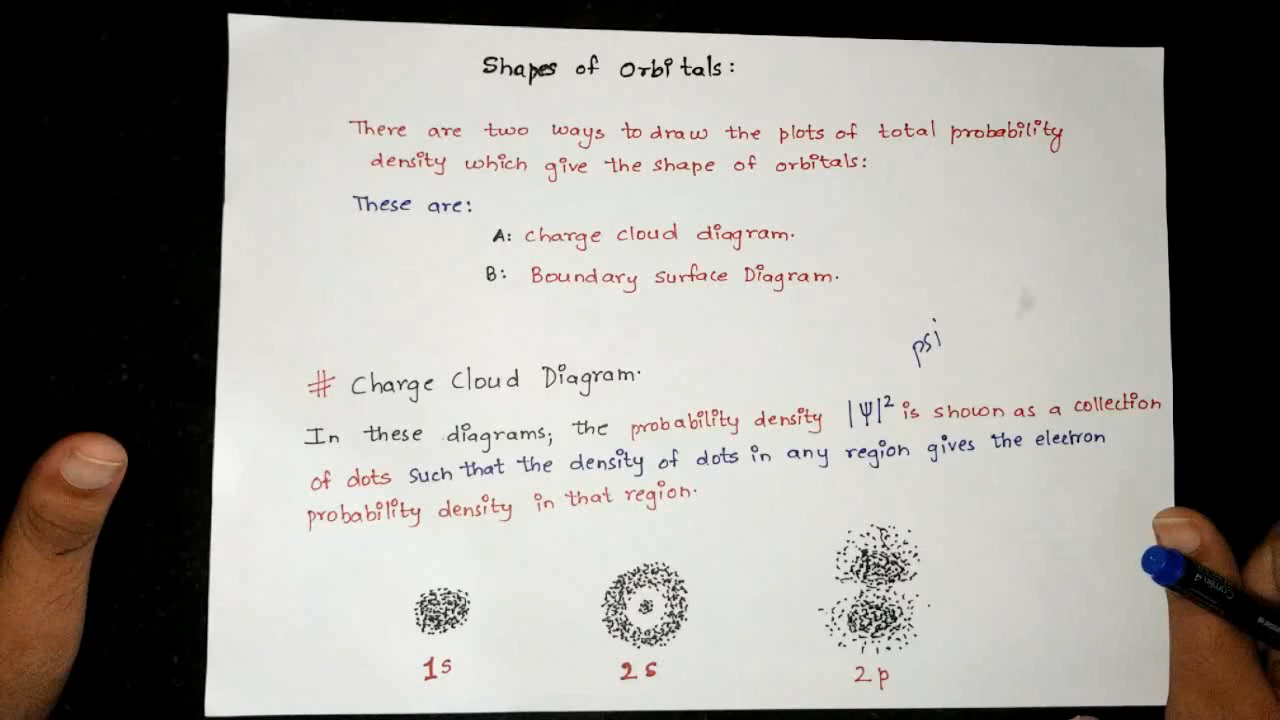 Shapes of Orbitals:
There are two ways to draw the plots of total probability
density which give the shape of orbitals:
These are:
A: Charge cloud diagram.
B: Boundary surface Diagram.
psi
# Charge Cloud Diagram.
In these diagrams, the probability density |Ψ|² is shown as a collection
of dots such that the density of dots in any region gives the electron
probability density in that region.
1s 2s 2p